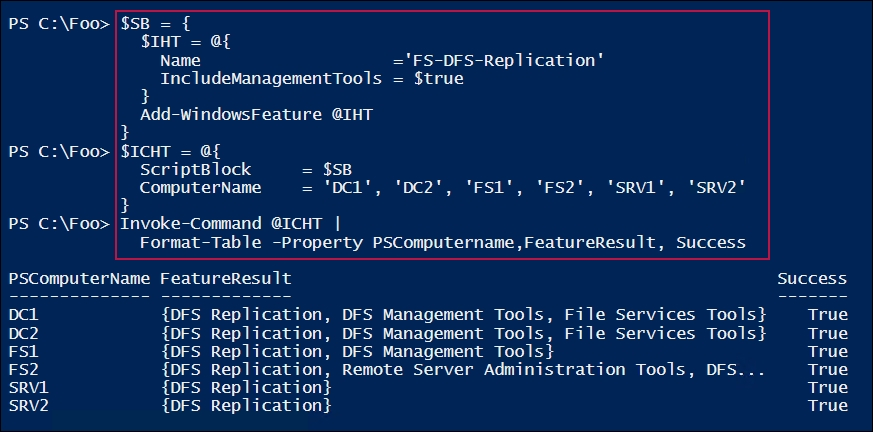 PS C:\Foo> $SB = {
$IHT = @{
Name ='FS-DFS-Replication'
IncludeManagementTools = $true
}
Add-WindowsFeature @IHT
}
PS C:\Foo> $ICHT = @{
ScriptBlock = $SB
ComputerName = 'DC1', 'DC2', 'FS1', 'FS2', 'SRV1', 'SRV2'
}
PS C:\Foo> Invoke-Command @ICHT |
Format-Table -Property PSComputername,FeatureResult, Success
PSComputerName FeatureResult Success
-------------- ------------- -------
DC1 {DFS Replication, DFS Management Tools, File Services Tools} True
DC2 {DFS Replication, DFS Management Tools, File Services Tools} True
FS1 {DFS Replication, DFS Management Tools} True
FS2 {DFS Replication, Remote Server Administration Tools, DFS... True
SRV1 {DFS Replication} True
SRV2 {DFS Replication} True